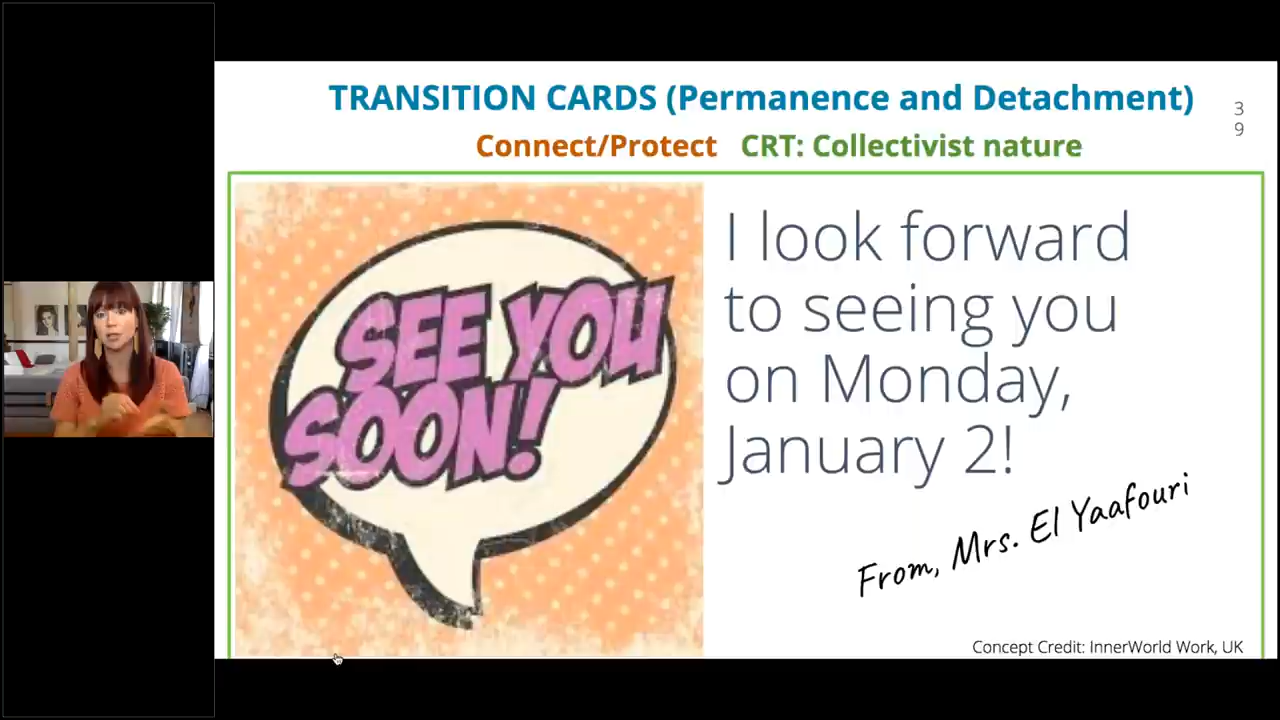 TRANSITION CARDS (Permanence and Detachment)
3
9
Connect/Protect CRT: Collectivist nature
SEE YOU
SOON!
I look forward
to seeing you
on Monday,
January 2!
From, Mrs. El Yaafouri
Concept Credit: InnerWorld Work, UK